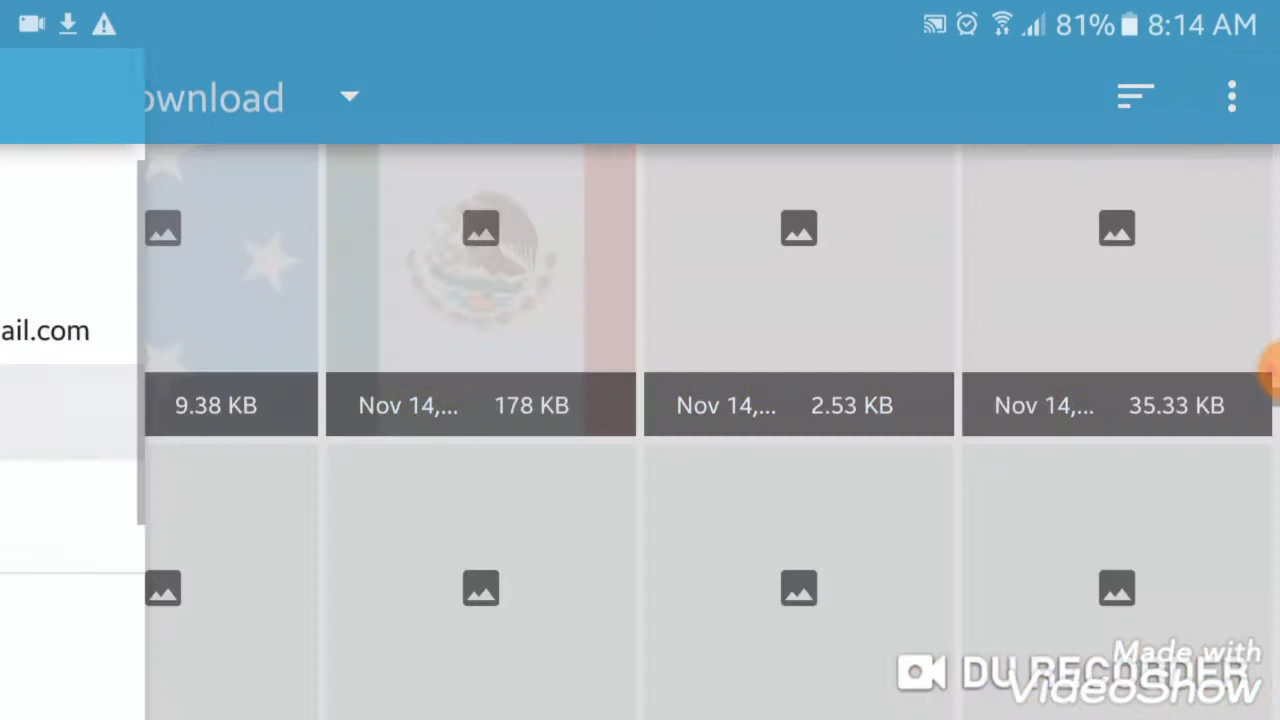 81% 8:14 AM
ownload
ail.com
9.38 KB
Nov 14,... 178 KB
Nov 14,... 2.53 KB
Nov 14,... 35.33 KB
Made with
DU RECORDER
VideoShow